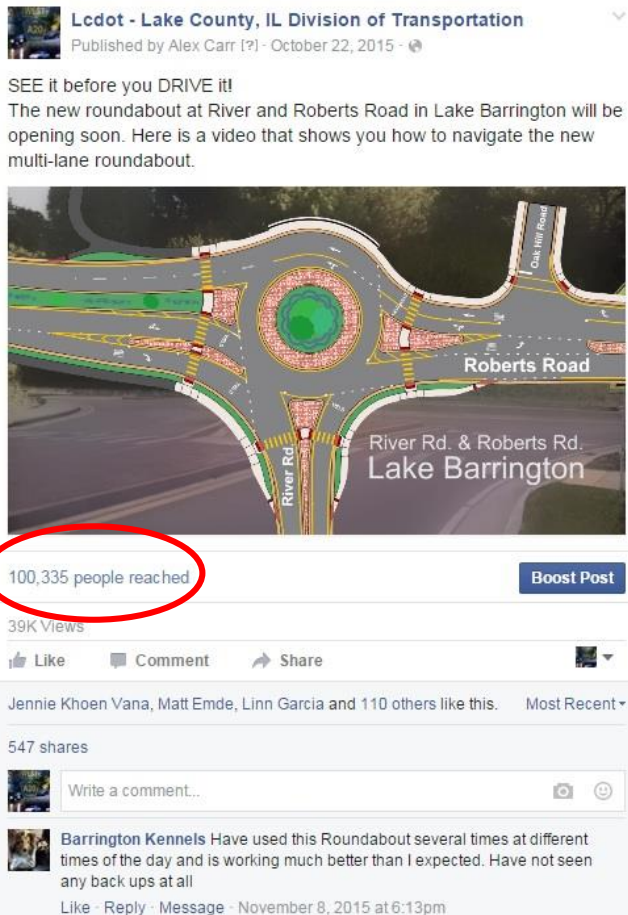 Lcdot - Lake County, IL Division of Transportation
Published by Alex Carr [?] · October 22, 2015 ·
SEE it before you DRIVE it!
The new roundabout at River and Roberts Road in Lake Barrington will be
opening soon. Here is a video that shows you how to navigate the new
multi-lane roundabout.
Oak Hill Road
Roberts Road
River Rd.
River Rd. & Roberts Rd.
Lake Barrington
100,335 people reached
Boost Post
39K Views
Like Comment Share
Jennie Khoen Vana, Matt Emde, Linn Garcia and 110 others like this. Most Recent
547 shares
Write a comment...
Barrington Kennels Have used this Roundabout several times at different
times of the day and is working much better than I expected. Have not seen
any back ups at all
Like · Reply · Message · November 8, 2015 at 6:13pm